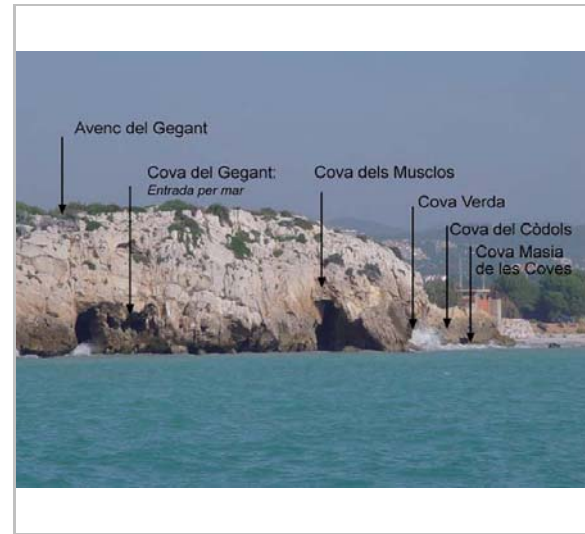 Avenc del Gegant
Cova del Gegant:
Entrada per mar
Cova dels Musclos
Cova Verda
Cova del Còdols
Cova Masia
de les Coves